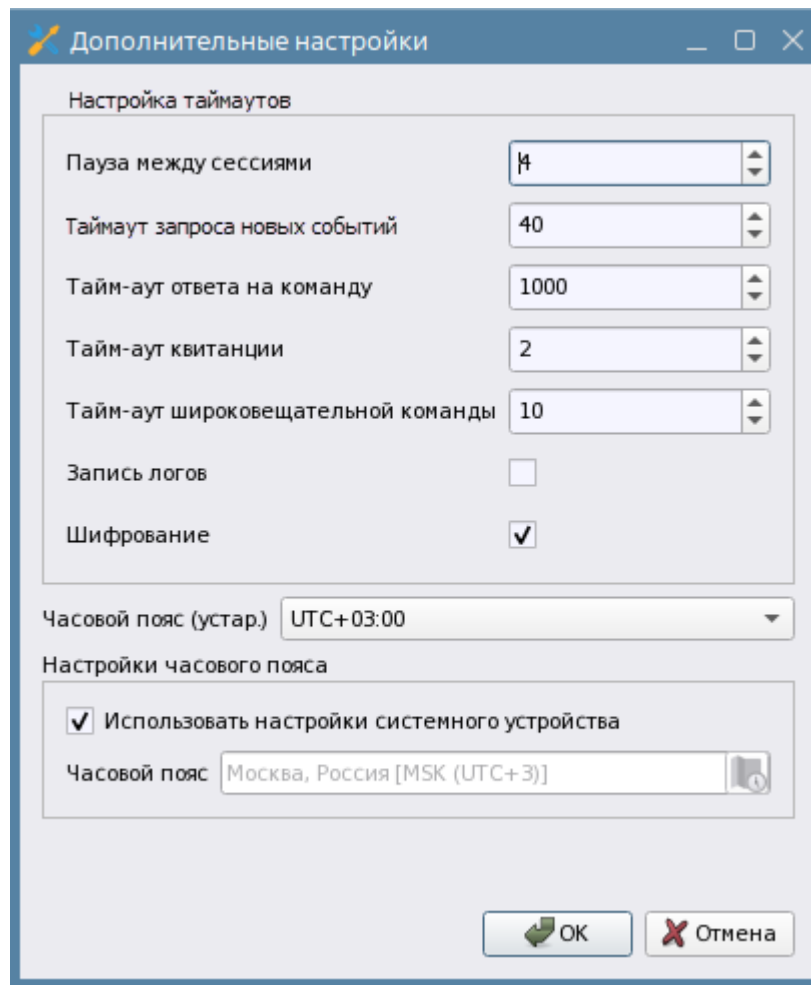 Дополнительные настройки
Настройка таймаутов
Пауза между сессиями 4
Таймаут запроса новых событий 40
Тайм-аут ответа на команду 1000
Тайм-аут квитанции 2
Тайм-аут широковещательной команды 10
Запись логов
Шифрование
Часовой пояс (устар.) UTC+03:00
Настройки часового пояса
Использовать настройки системного устройства
Часовой пояс Москва, Россия [MSK (UTC+3)]
OK Отмена